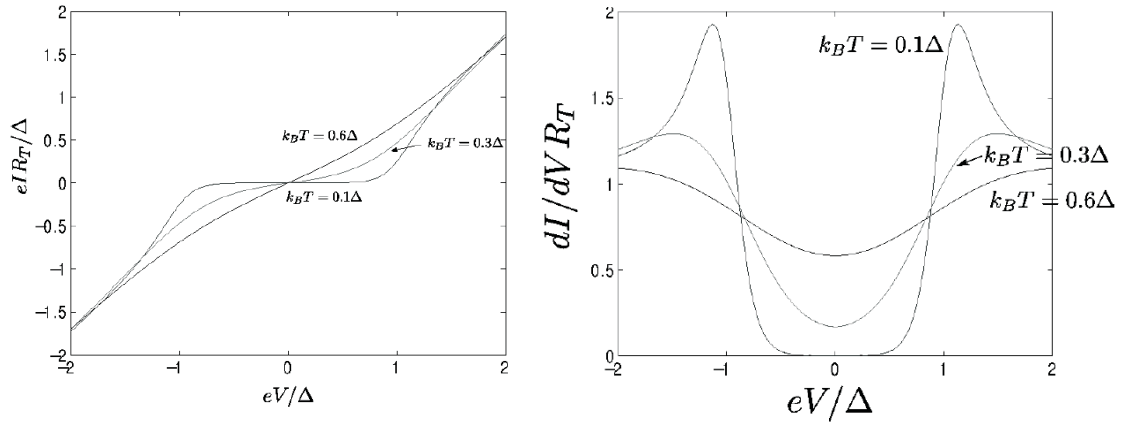 2
1.5
1
0.5
0
−0.5
−1
−1.5
−2
eIR_T/Δ
k_BT = 0.6Δ
k_BT = 0.3Δ
k_BT = 0.1Δ
−2 −1 0 1 2
eV/Δ
2
1.5
1
0.5
0
dI/dV R_T
k_BT = 0.1Δ
k_BT = 0.3Δ
k_BT = 0.6Δ
−2 −1 0 1 2
eV/Δ